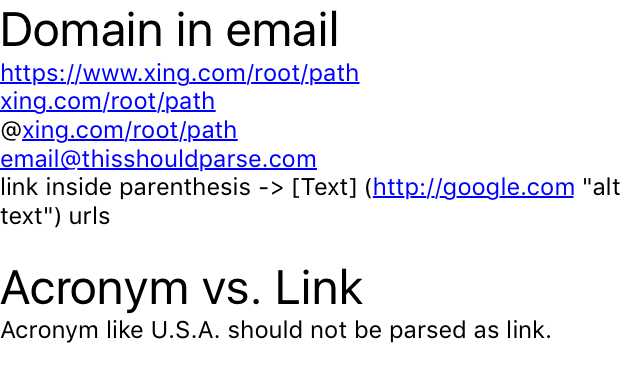 Domain in email
https://www.xing.com/root/path
xing.com/root/path
@xing.com/root/path
email@thisshouldparse.com
link inside parenthesis -> [Text] (http://google.com "alt
text") urls
Acronym vs. Link
Acronym like U.S.A. should not be parsed as link.